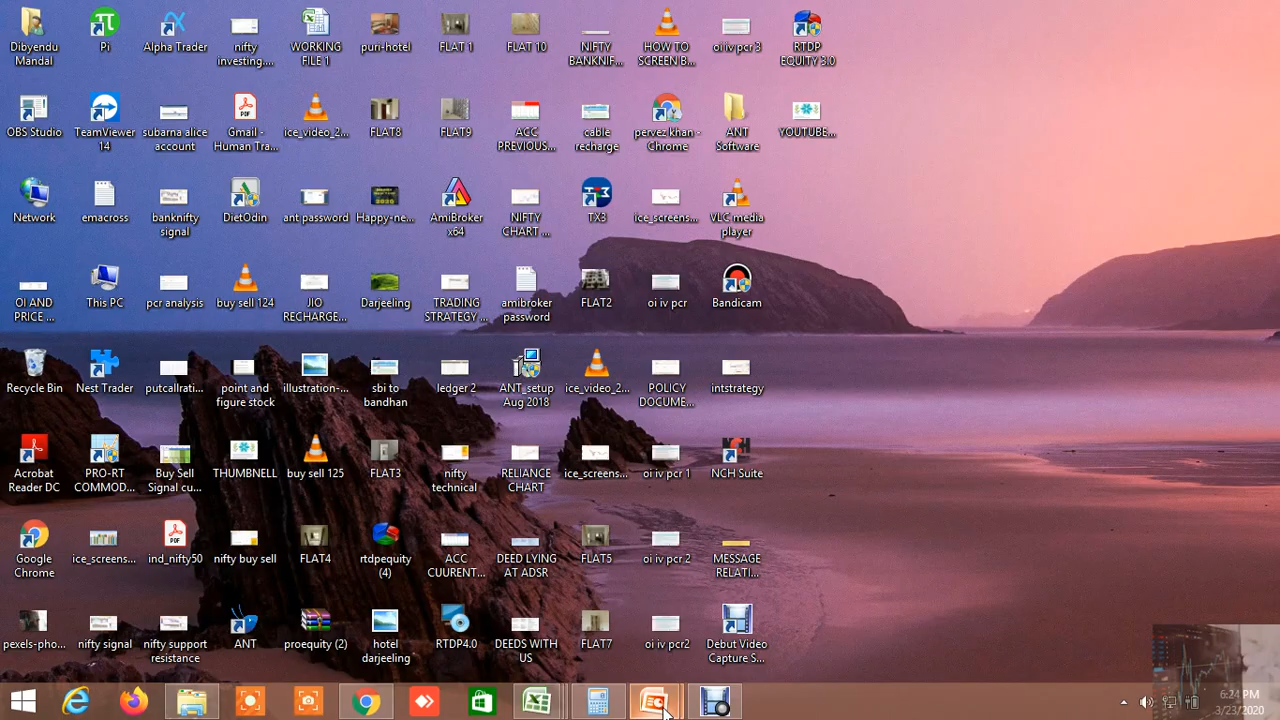 Dibyendu
Mandal
Pi
Alpha Trader
nifty
investing....
WORKING
FILE 1
puri-hotel
FLAT 1
FLAT 10
NIFTY
BANKNIF...
HOW TO
SCREEN B...
oi iv pcr 3
RTDP
EQUITY 3.0
OBS Studio
TeamViewer
14
subarna alice
account
PDF
Gmail -
Human Tra...
ice_video_2...
FLAT8
FLAT9
ACC
PREVIOUS...
cable
recharge
pervez khan -
Chrome
ANT
Software
YOUTUBE...
Network
emacross
banknifty
signal
DietOdin
ant password
Happy-ne...
AmiBroker
x64
NIFTY
CHART ...
TX3
ice_screens...
VLC media
player
OI AND
PRICE ...
This PC
pcr analysis
buy sell 124
JIO
RECHARGE...
Darjeeling
TRADING
STRATEGY ...
amibroker
password
FLAT2
oi iv pcr
Bandicam
Recycle Bin
Nest Trader
putcallrati...
point and
figure stock
illustration-...
sbi to
bandhan
ledger 2
ANT_setup
Aug 2018
ice_video_2...
POLICY
DOCUME...
intstrategy
Acrobat
Reader DC
PRO-RT
COMMOD...
Buy Sell
Signal cu...
THUMBNELL
buy sell 125
FLAT3
nifty
technical
RELIANCE
CHART
ice_screens...
oi iv pcr 1
NCH Suite
Google
Chrome
ice_screens...
PDF
ind_nifty50
nifty buy sell
FLAT4
rtdpequity
(4)
ACC
CUURENT...
DEED LYING
AT ADSR
FLAT5
oi iv pcr 2
MESSAGE
RELATI...
pexels-pho...
nifty signal
nifty support
resistance
ANT
proequity (2)
hotel
darjeeling
RTDP4.0
DEEDS WITH
US
FLAT7
oi iv pcr2
Debut Video
Capture S...
6:24 PM
3/23/2020